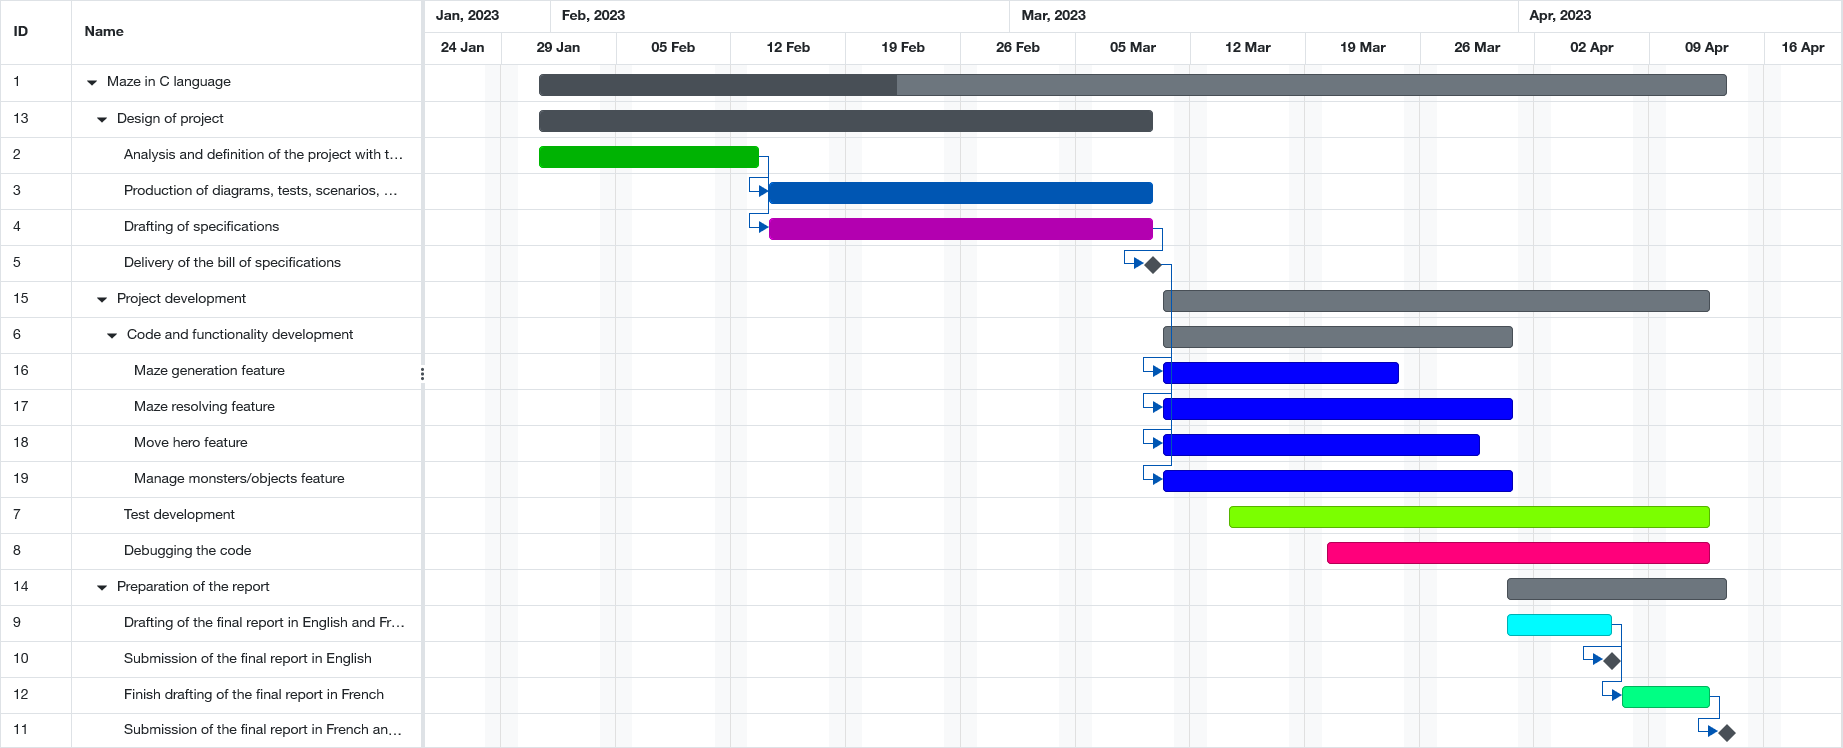 ID Name Jan, 2023 Feb, 2023 Mar, 2023 Apr, 2023
24 Jan 29 Jan 05 Feb 12 Feb 19 Feb 26 Feb 05 Mar 12 Mar 19 Mar 26 Mar 02 Apr 09 Apr 16 Apr
1 Maze in C language
13 Design of project
2 Analysis and definition of the project with t...
3 Production of diagrams, tests, scenarios, ...
4 Drafting of specifications
5 Delivery of the bill of specifications
15 Project development
6 Code and functionality development
16 Maze generation feature
17 Maze resolving feature
18 Move hero feature
19 Manage monsters/objects feature
7 Test development
8 Debugging the code
14 Preparation of the report
9 Drafting of the final report in English and Fr...
10 Submission of the final report in English
12 Finish drafting of the final report in French
11 Submission of the final report in French an...